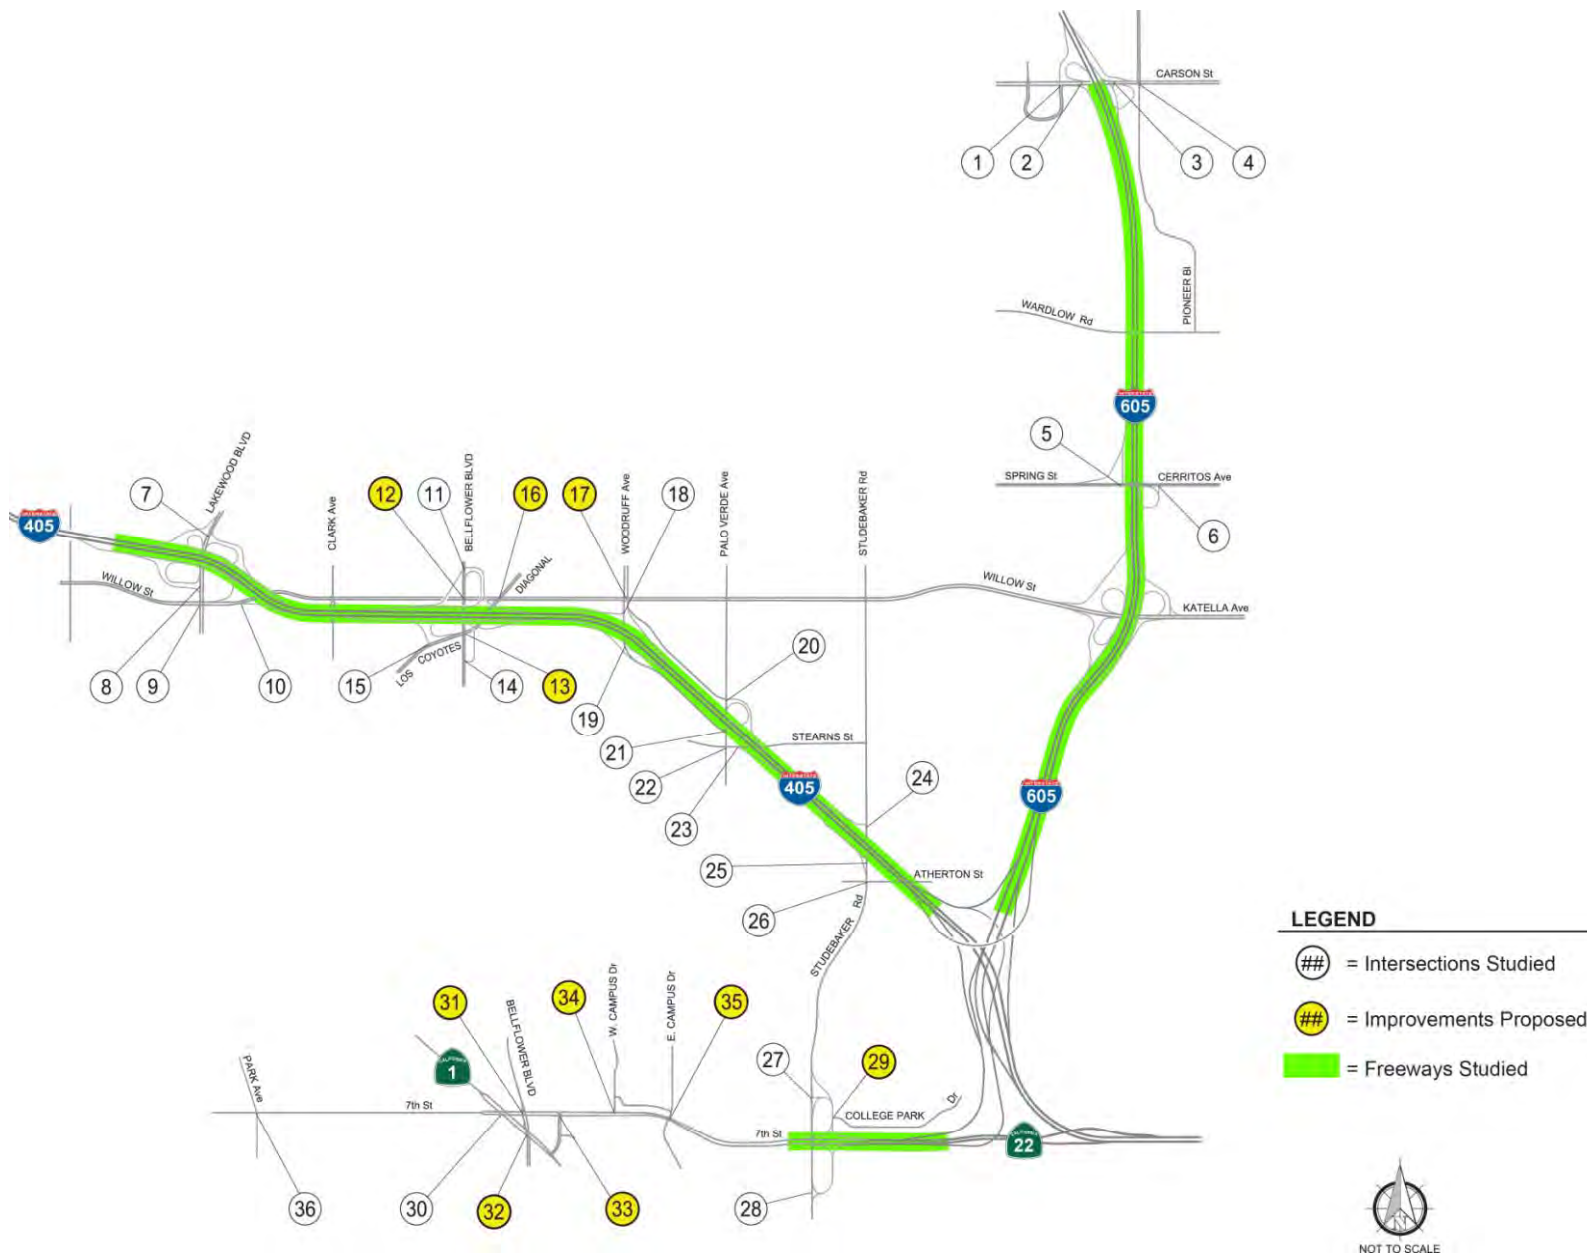 CARSON St
1
2
3
4
PIONEER Bl
WARDLOW Rd
605
5
SPRING St
CERRITOS Ave
6
7
LAKEWOOD BLVD
CLARK Ave
12
11
BELLFLOWER BLVD
16
17
WOODRUFF Ave
18
PALO VERDE Ave
STUDEBAKER Rd
405
WILLOW St
DIAGONAL
WILLOW St
KATELLA Ave
8
9
10
15
LOS COYOTES
14
13
19
20
21
STEARNS St
22
23
405
24
605
25
ATHERTON St
26
STUDEBAKER Rd
LEGEND
## = Intersections Studied
## = Improvements Proposed
= Freeways Studied
31
BELLFLOWER BLVD
34
W. CAMPUS Dr
E. CAMPUS Dr
35
27
29
PARK Ave
CALIFORNIA
1
7th St
COLLEGE PARK Dr
7th St
CALIFORNIA
22
36
30
32
33
28
N
NOT TO SCALE